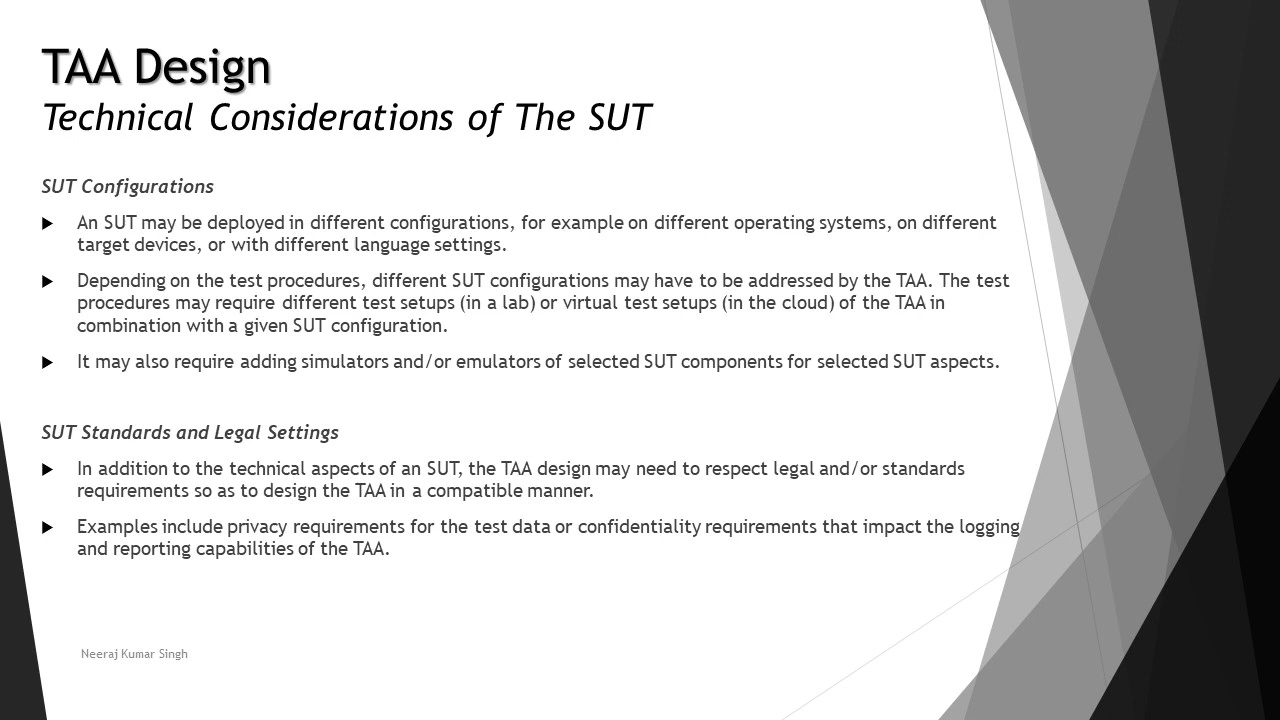 TAA Design
Technical Considerations of The SUT
SUT Configurations
An SUT may be deployed in different configurations, for example on different operating systems, on different
target devices, or with different language settings.
Depending on the test procedures, different SUT configurations may have to be addressed by the TAA. The test
procedures may require different test setups (in a lab) or virtual test setups (in the cloud) of the TAA in
combination with a given SUT configuration.
It may also require adding simulators and/or emulators of selected SUT components for selected SUT aspects.
SUT Standards and Legal Settings
In addition to the technical aspects of an SUT, the TAA design may need to respect legal and/or standards
requirements so as to design the TAA in a compatible manner.
Examples include privacy requirements for the test data or confidentiality requirements that impact the logging
and reporting capabilities of the TAA.
Neeraj Kumar Singh